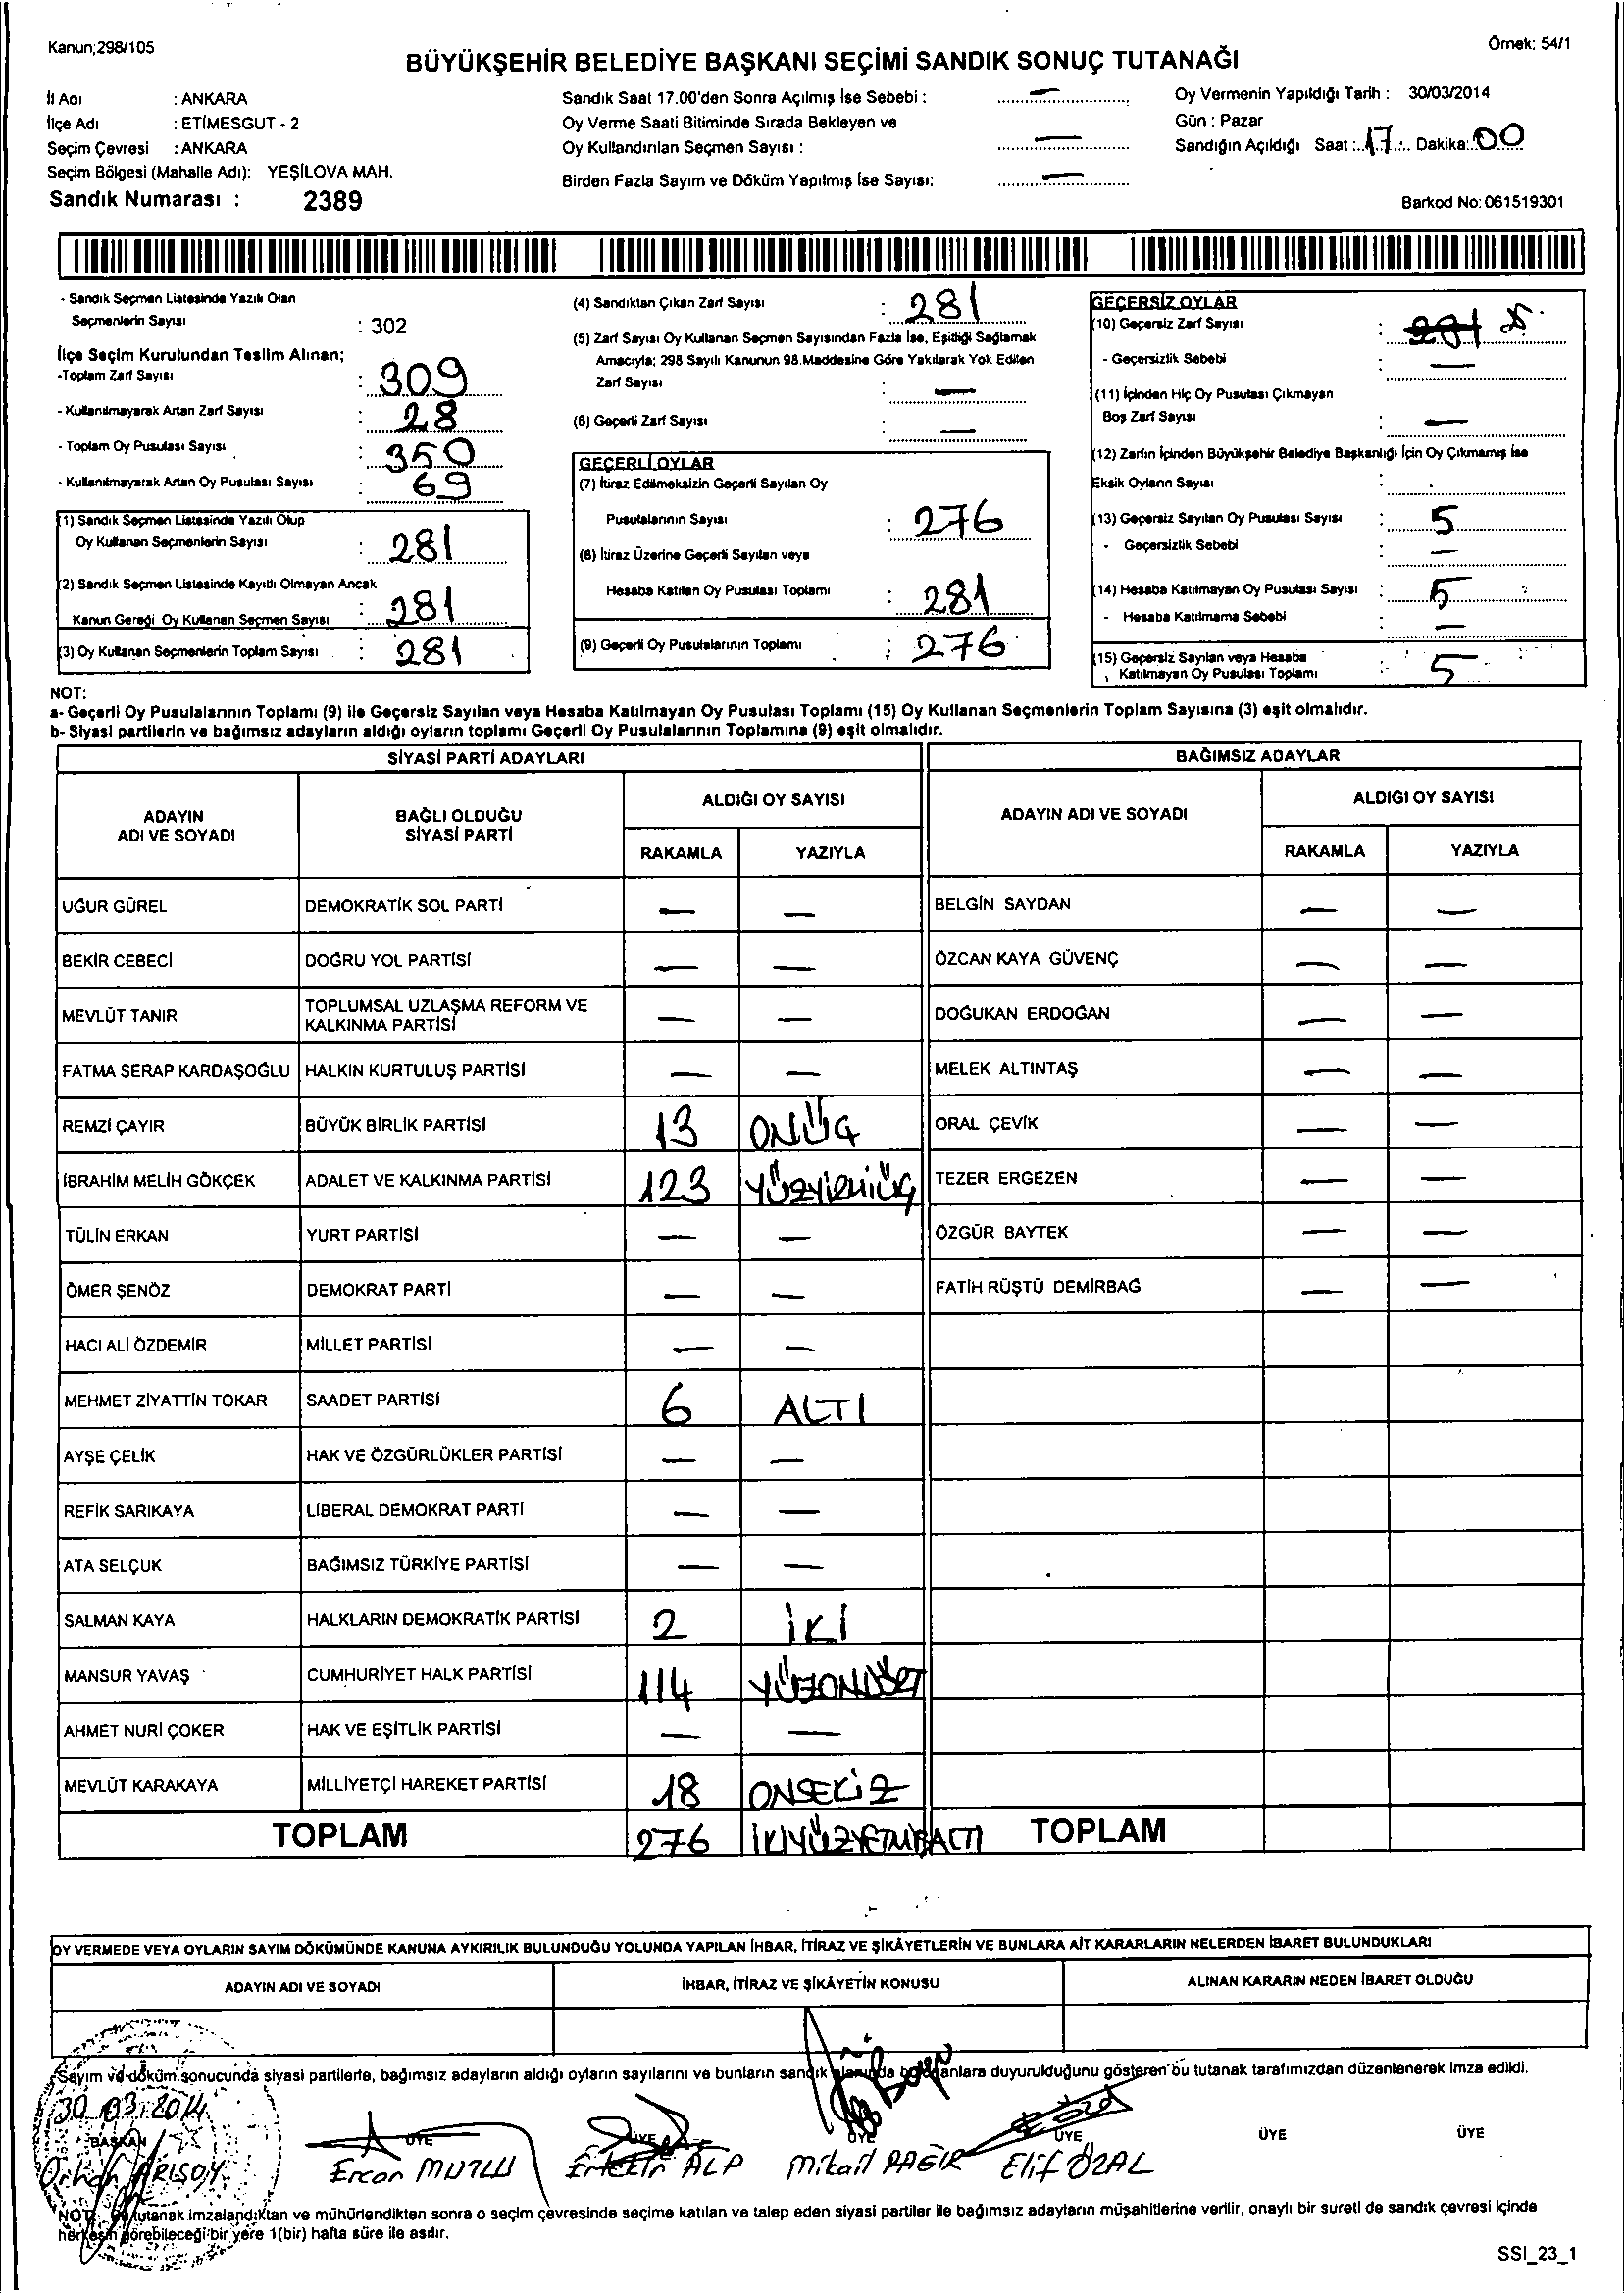 Kanun;298/105
Örnek: 54/1
BÜYÜKŞEHİR BELEDİYE BAŞKANI SEÇİMİ SANDIK SONUÇ TUTANAĞI
İl Adı : ANKARA
İlçe Adı : ETİMESGUT - 2
Seçim Çevresi : ANKARA
Seçim Bölgesi (Mahalle Adı): YEŞİLOVA MAH.
Sandık Numarası : 2389
Sandık Saat 17.00'den Sonra Açılmış İse Sebebi : —
Oy Verme Saati Bitiminde Sırada Bekleyen ve
Oy Kullandırılan Seçmen Sayısı : —
Birden Fazla Sayım ve Döküm Yapılmış İse Sayısı: —
Oy Vermenin Yapıldığı Tarih : 30/03/2014
Gün : Pazar
Sandığın Açıldığı Saat : 17 Dakika: 00
Barkod No: 061519301
- Sandık Seçmen Listesinde Yazılı Olan
Seçmenlerin Sayısı : 302
İlçe Seçim Kurulundan Teslim Alınan;
-Toplam Zarf Sayısı : 309
- Kullanılmayarak Artan Zarf Sayısı : 28
- Toplam Oy Pusulası Sayısı : 350
- Kullanılmayarak Artan Oy Pusulası Sayısı : 69
(1) Sandık Seçmen Listesinde Yazılı Olup
Oy Kullanan Seçmenlerin Sayısı : 281
(2) Sandık Seçmen Listesinde Kayıtlı Olmayan Ancak
Kanun Gereği Oy Kullanan Seçmen Sayısı : 281
(3) Oy Kullanan Seçmenlerin Toplam Sayısı : 281
(4) Sandıktan Çıkan Zarf Sayısı : 281
(5) Zarf Sayısı Oy Kullanan Seçmen Sayısından Fazla İse, Eşitliği Sağlamak
Amacıyla; 298 Sayılı Kanunun 98.Maddesine Göre Yakılarak Yok Edilen
Zarf Sayısı : —
(6) Geçerli Zarf Sayısı : —
GEÇERLİ OYLAR
(7) İtiraz Edilmeksizin Geçerli Sayılan Oy
Pusulalarının Sayısı : 276
(8) İtiraz Üzerine Geçerli Sayılan veya
Hesaba Katılan Oy Pusulası Toplamı : 281
(9) Geçerli Oy Pusulalarının Toplamı : 276
GEÇERSİZ OYLAR
(10) Geçersiz Zarf Sayısı : 281
- Geçersizlik Sebebi : —
(11) İçinden Hiç Oy Pusulası Çıkmayan
Boş Zarf Sayısı : —
(12) Zarfın İçinden Büyükşehir Belediye Başkanlığı İçin Oy Çıkmamış İse
Eksik Oyların Sayısı :
(13) Geçersiz Sayılan Oy Pusulası Sayısı : 5
- Geçersizlik Sebebi : —
(14) Hesaba Katılmayan Oy Pusulası Sayısı : 5
- Hesaba Katılmama Sebebi : —
(15) Geçersiz Sayılan veya Hesaba
Katılmayan Oy Pusulası Toplamı : 5
NOT:
a- Geçerli Oy Pusulalarının Toplamı (9) ile Geçersiz Sayılan veya Hesaba Katılmayan Oy Pusulası Toplamı (15) Oy Kullanan Seçmenlerin Toplam Sayısına (3) eşit olmalıdır.
b- Siyasi partilerin ve bağımsız adayların aldığı oyların toplamı Geçerli Oy Pusulalarının Toplamına (9) eşit olmalıdır.
SİYASİ PARTİ ADAYLARI
BAĞIMSIZ ADAYLAR
ADAYIN ADI VE SOYADI
BAĞLI OLDUĞU SİYASİ PARTİ
ALDIĞI OY SAYISI
RAKAMLA YAZIYLA
ADAYIN ADI VE SOYADI
ALDIĞI OY SAYISI
RAKAMLA YAZIYLA
UĞUR GÜREL DEMOKRATİK SOL PARTİ — — BELGİN SAYDAN — —
BEKİR CEBECİ DOĞRU YOL PARTİSİ — — ÖZCAN KAYA GÜVENÇ — —
MEVLÜT TANIR TOPLUMSAL UZLAŞMA REFORM VE KALKINMA PARTİSİ — — DOĞUKAN ERDOĞAN — —
FATMA SERAP KARDAŞOĞLU HALKIN KURTULUŞ PARTİSİ — — MELEK ALTINTAŞ — —
REMZİ ÇAYIR BÜYÜK BİRLİK PARTİSİ 13 ONÜÇ ORAL ÇEVİK — —
İBRAHİM MELİH GÖKÇEK ADALET VE KALKINMA PARTİSİ 123 YÜZYİRMİÜÇ TEZER ERGEZEN — —
TÜLİN ERKAN YURT PARTİSİ — — ÖZGÜR BAYTEK — —
ÖMER ŞENÖZ DEMOKRAT PARTİ — — FATİH RÜŞTÜ DEMİRBAĞ — —
HACI ALİ ÖZDEMİR MİLLET PARTİSİ — —
MEHMET ZİYATTİN TOKAR SAADET PARTİSİ 6 ALTI
AYŞE ÇELİK HAK VE ÖZGÜRLÜKLER PARTİSİ — —
REFİK SARIKAYA LİBERAL DEMOKRAT PARTİ — —
ATA SELÇUK BAĞIMSIZ TÜRKİYE PARTİSİ — —
SALMAN KAYA HALKLARIN DEMOKRATİK PARTİSİ 2 İKİ
MANSUR YAVAŞ CUMHURİYET HALK PARTİSİ 114 YÜZONDÖRT
AHMET NURİ ÇOKER HAK VE EŞİTLİK PARTİSİ — —
MEVLÜT KARAKAYA MİLLİYETÇİ HAREKET PARTİSİ 18 ONSEKİZ
TOPLAM 276 İKİYÜZYETMİŞALTI TOPLAM
OY VERMEDE VEYA OYLARIN SAYIM DÖKÜMÜNDE KANUNA AYKIRILIK BULUNDUĞU YOLUNDA YAPILAN İHBAR, İTİRAZ VE ŞİKÂYETLERİN VE BUNLARA AİT KARARLARIN NELERDEN İBARET BULUNDUKLARI
ADAYIN ADI VE SOYADI İHBAR, İTİRAZ VE ŞİKÂYETİN KONUSU ALINAN KARARIN NEDEN İBARET OLDUĞU
Sayım ve döküm sonucunda siyasi partilerle, bağımsız adayların aldığı oyların sayılarını ve bunların sandık alanında bulunanlara duyurulduğunu gösteren bu tutanak tarafımızdan düzenlenerek imza edildi.
30.03.2014
BAŞKAN ÜYE ÜYE ÜYE ÜYE ÜYE ÜYE
Orhan ARISOY Ercan MUTLU Ertekin ALP Mikail Elif ÖZAL
NOT: Bu tutanak imzalandıktan ve mühürlendikten sonra o seçim çevresinde seçime katılan ve talep eden siyasi partiler ile bağımsız adayların müşahitlerine verilir, onaylı bir sureti de sandık çevresi içinde
herkesin görebileceği bir yere 1(bir) hafta süre ile asılır.
SSI_23_1